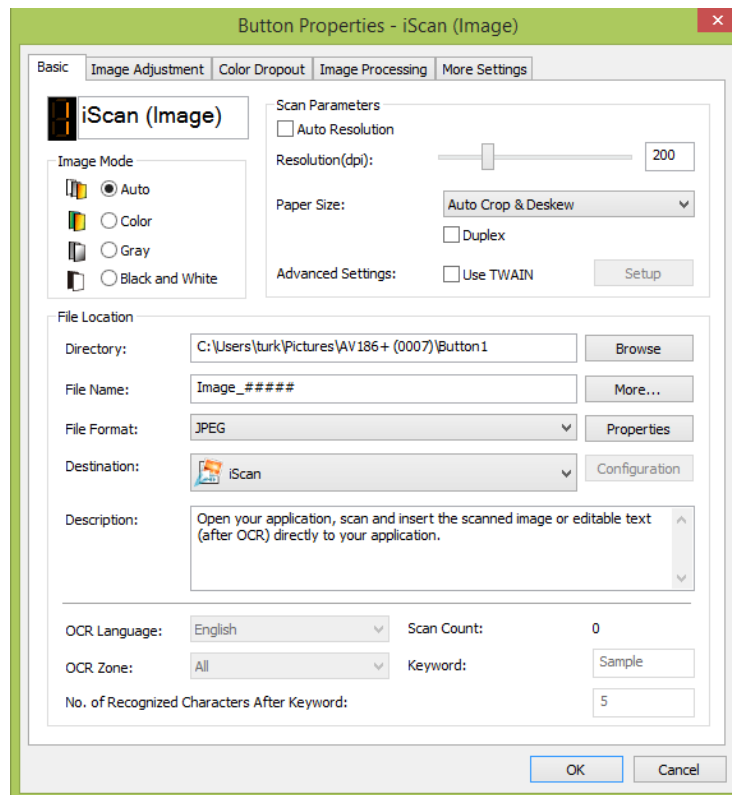 Button Properties - iScan (Image)
Basic
Image Adjustment
Color Dropout
Image Processing
More Settings
iScan (Image)
Image Mode
Auto
Color
Gray
Black and White
Scan Parameters
Auto Resolution
Resolution(dpi): 200
Paper Size: Auto Crop & Deskew
Duplex
Advanced Settings: Use TWAIN Setup
File Location
Directory: C:\Users\turk\Pictures\AV186+ (0007)\Button1 Browse
File Name: Image_##### More...
File Format: JPEG Properties
Destination: iScan Configuration
Description: Open your application, scan and insert the scanned image or editable text
(after OCR) directly to your application.
OCR Language: English Scan Count: 0
OCR Zone: All Keyword: Sample
No. of Recognized Characters After Keyword: 5
OK Cancel